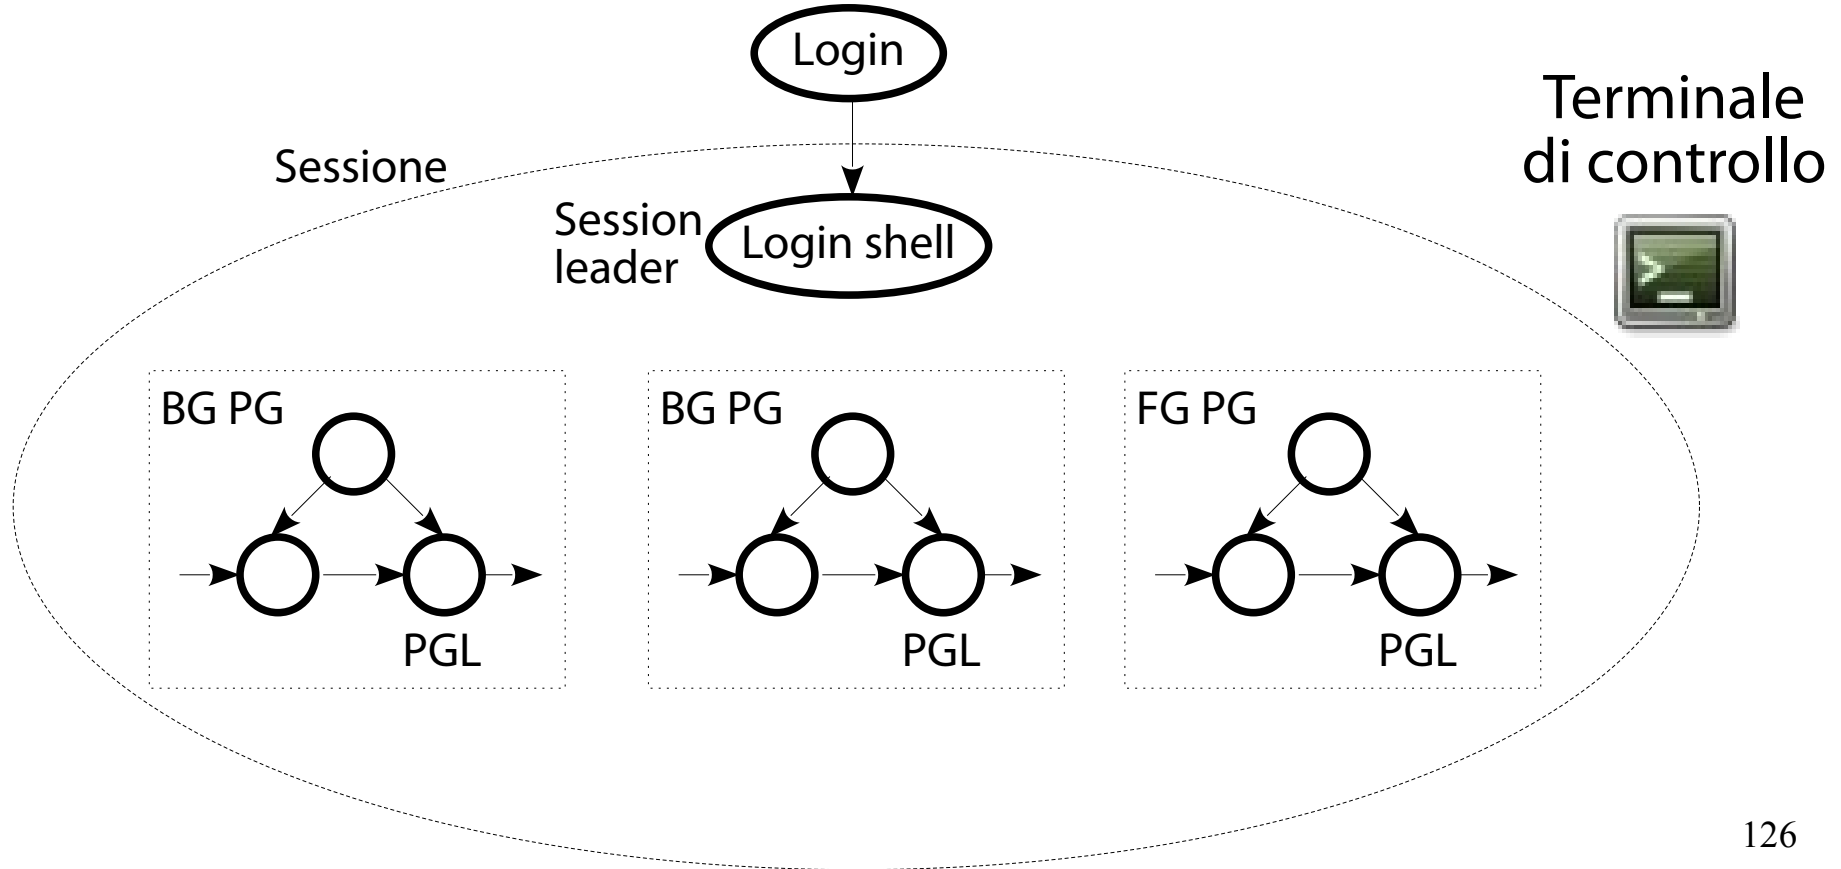 Login
Terminale
di controllo
Sessione
Session
leader
Login shell
BG PG
BG PG
FG PG
PGL
PGL
PGL
126